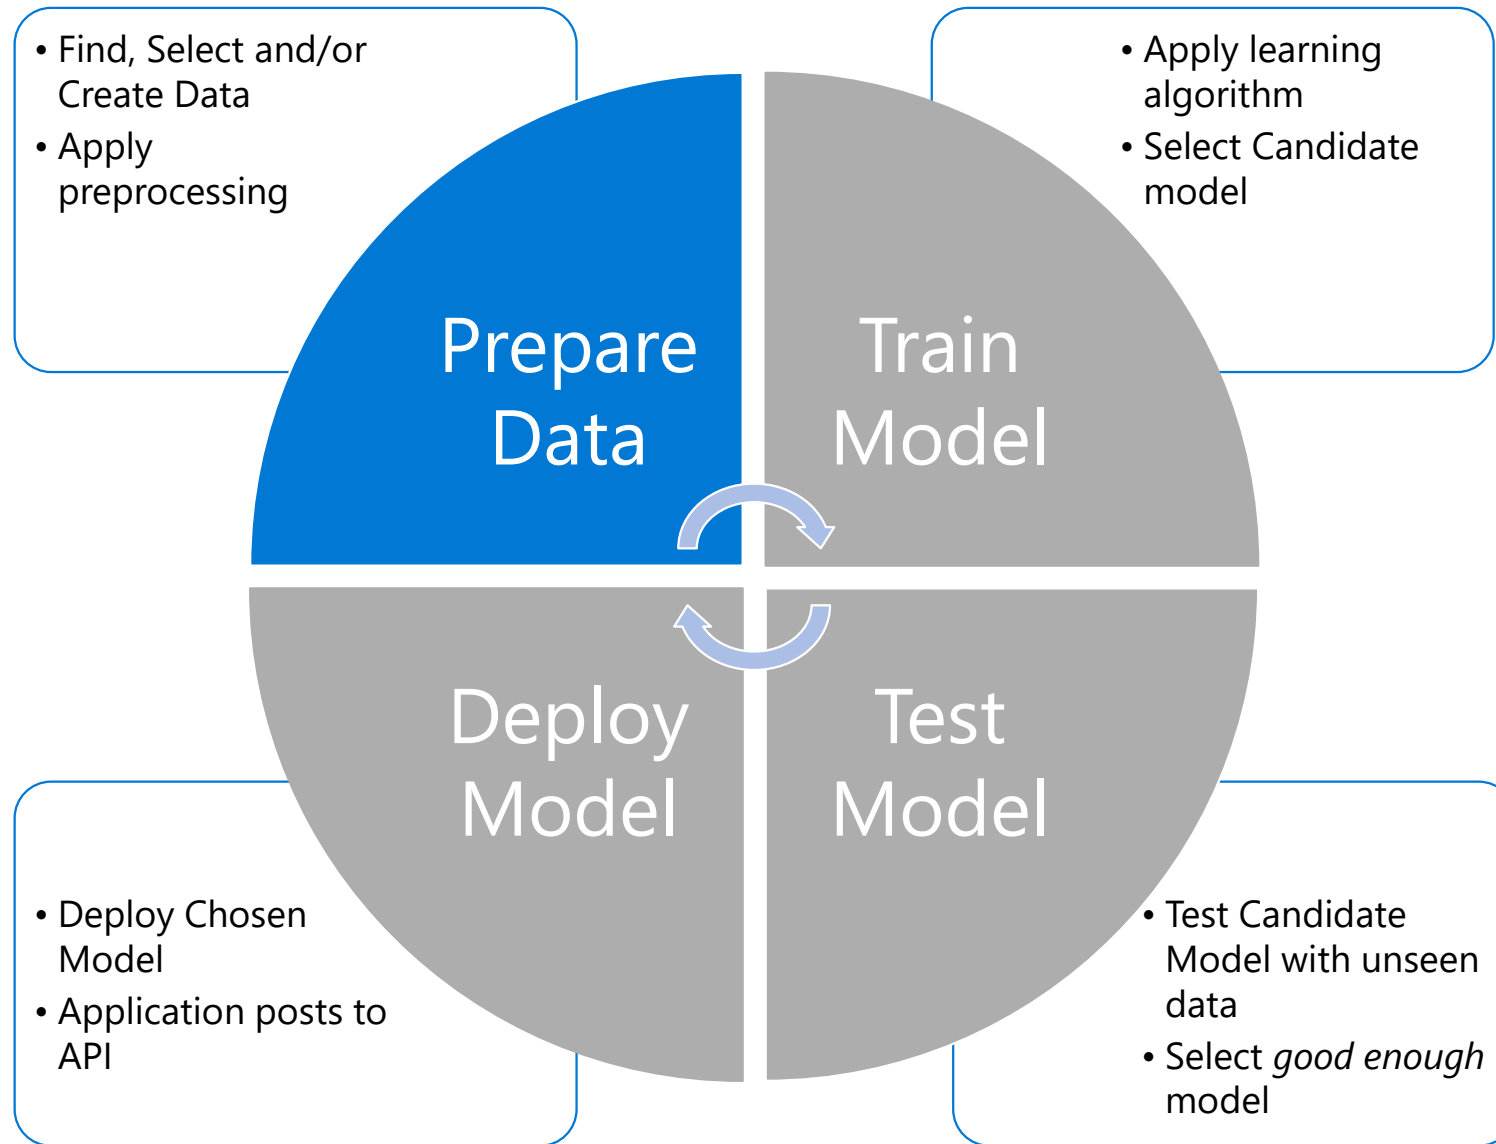 • Find, Select and/or
Create Data
• Apply
preprocessing
• Apply learning
algorithm
• Select Candidate
model
Prepare
Data
Train
Model
Deploy
Model
Test
Model
• Deploy Chosen
Model
• Application posts to
API
• Test Candidate
Model with unseen
data
• Select good enough
model